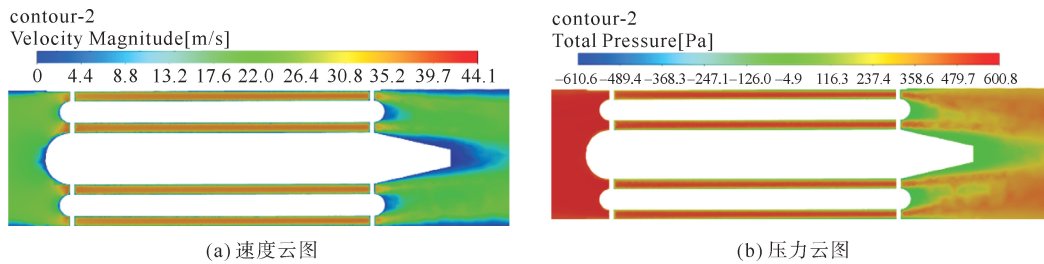 contour-2
Velocity Magnitude[m/s]
0 4.4 8.8 13.2 17.6 22.0 26.4 30.8 35.2 39.7 44.1
(a) 速度云图
contour-2
Total Pressure[Pa]
−610.6 −489.4 −368.3 −247.1 −126.0 −4.9 116.3 237.4 358.6 479.7 600.8
(b) 压力云图